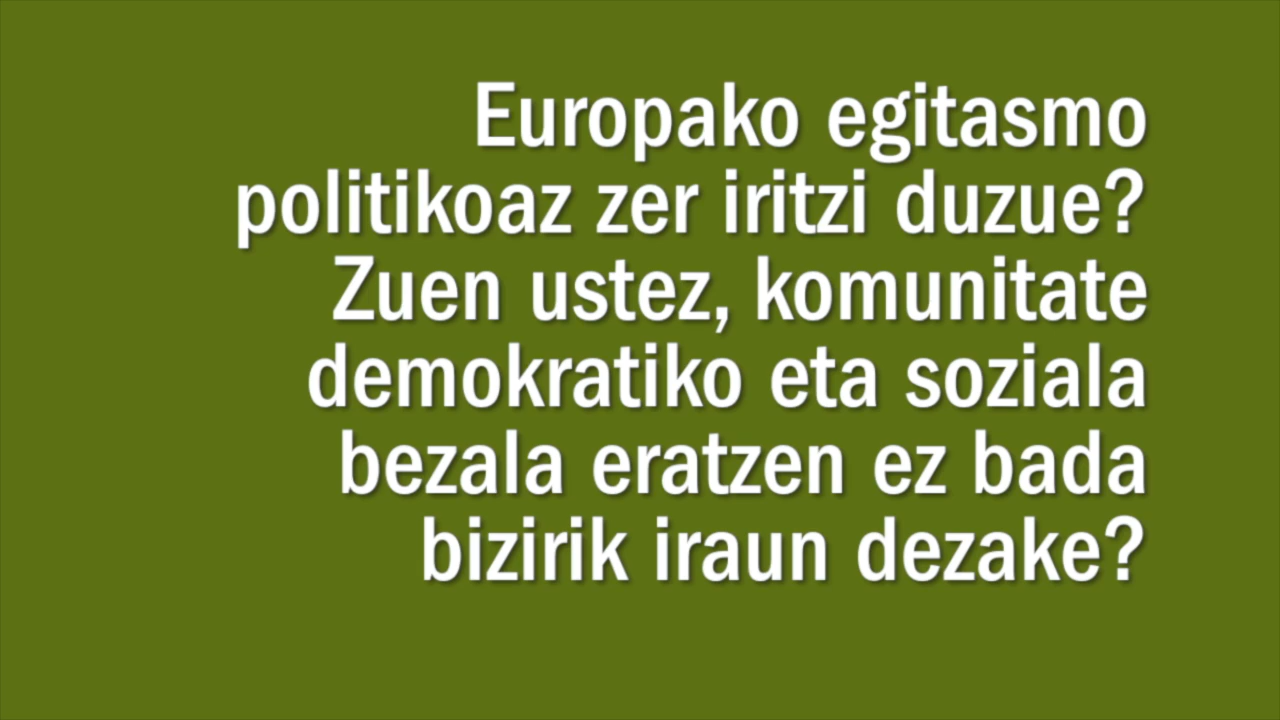 Europako egitasmo
politikoaz zer iritzi duzue?
Zuen ustez, komunitate
demokratiko eta soziala
bezala eratzen ez bada
bizirik iraun dezake?